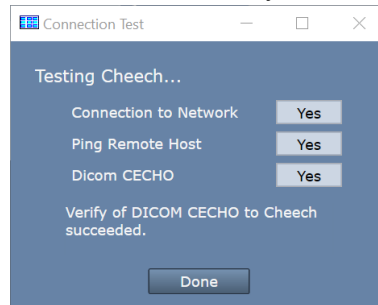 Connection Test
Testing Cheech...
Connection to Network Yes
Ping Remote Host Yes
Dicom CECHO Yes
Verify of DICOM CECHO to Cheech
succeeded.
Done